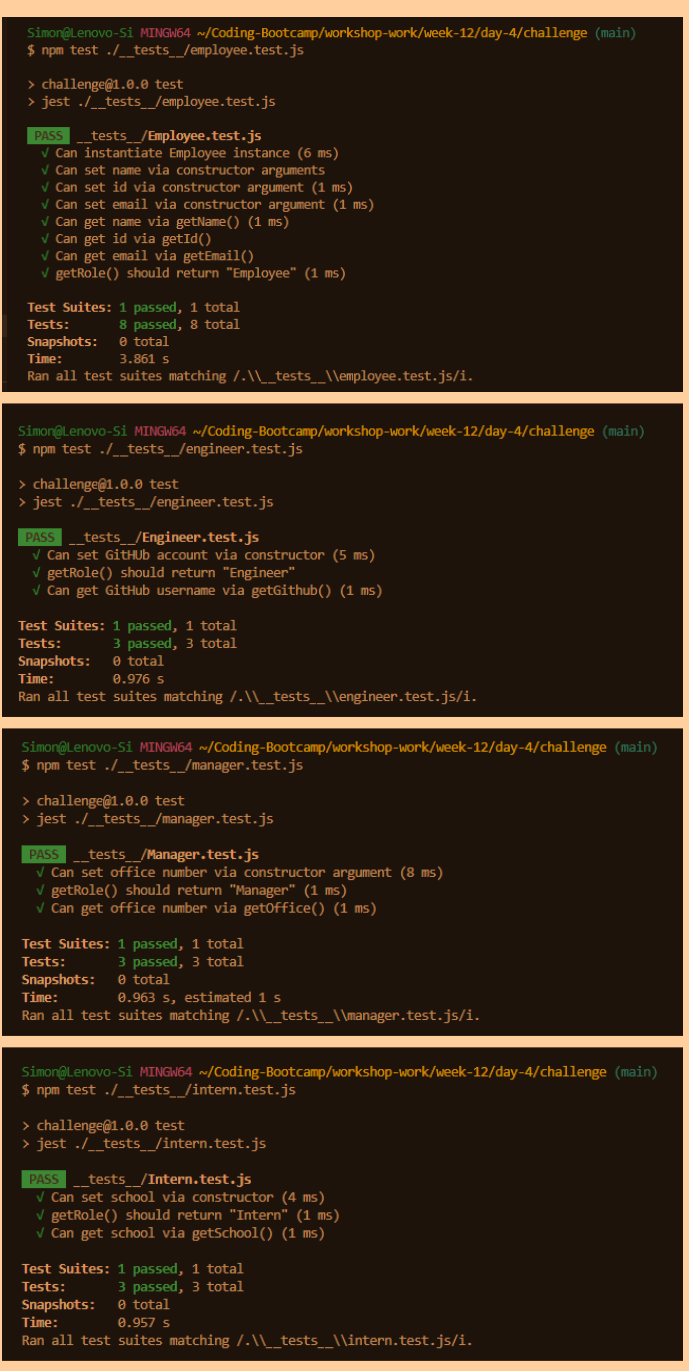 Simon@Lenovo-Si MINGW64 ~/Coding-Bootcamp/workshop-work/week-12/day-4/challenge (main)
$ npm test ./__tests__/employee.test.js
> challenge@1.0.0 test
> jest ./__tests__/employee.test.js
PASS __tests__/Employee.test.js
√ Can instantiate Employee instance (6 ms)
√ Can set name via constructor arguments
√ Can set id via constructor argument (1 ms)
√ Can set email via constructor argument (1 ms)
√ Can get name via getName() (1 ms)
√ Can get id via getId()
√ Can get email via getEmail()
√ getRole() should return "Employee" (1 ms)
Test Suites: 1 passed, 1 total
Tests: 8 passed, 8 total
Snapshots: 0 total
Time: 3.861 s
Ran all test suites matching /.\\__tests__\\employee.test.js/i.
Simon@Lenovo-Si MINGW64 ~/Coding-Bootcamp/workshop-work/week-12/day-4/challenge (main)
$ npm test ./__tests__/engineer.test.js
> challenge@1.0.0 test
> jest ./__tests__/engineer.test.js
PASS __tests__/Engineer.test.js
√ Can set GitHUb account via constructor (5 ms)
√ getRole() should return "Engineer"
√ Can get GitHub username via getGithub() (1 ms)
Test Suites: 1 passed, 1 total
Tests: 3 passed, 3 total
Snapshots: 0 total
Time: 0.976 s
Ran all test suites matching /.\\__tests__\\engineer.test.js/i.
Simon@Lenovo-Si MINGW64 ~/Coding-Bootcamp/workshop-work/week-12/day-4/challenge (main)
$ npm test ./__tests__/manager.test.js
> challenge@1.0.0 test
> jest ./__tests__/manager.test.js
PASS __tests__/Manager.test.js
√ Can set office number via constructor argument (8 ms)
√ getRole() should return "Manager" (1 ms)
√ Can get office number via getOffice() (1 ms)
Test Suites: 1 passed, 1 total
Tests: 3 passed, 3 total
Snapshots: 0 total
Time: 0.963 s, estimated 1 s
Ran all test suites matching /.\\__tests__\\manager.test.js/i.
Simon@Lenovo-Si MINGW64 ~/Coding-Bootcamp/workshop-work/week-12/day-4/challenge (main)
$ npm test ./__tests__/intern.test.js
> challenge@1.0.0 test
> jest ./__tests__/intern.test.js
PASS __tests__/Intern.test.js
√ Can set school via constructor (4 ms)
√ getRole() should return "Intern" (1 ms)
√ Can get school via getSchool() (1 ms)
Test Suites: 1 passed, 1 total
Tests: 3 passed, 3 total
Snapshots: 0 total
Time: 0.957 s
Ran all test suites matching /.\\__tests__\\intern.test.js/i.